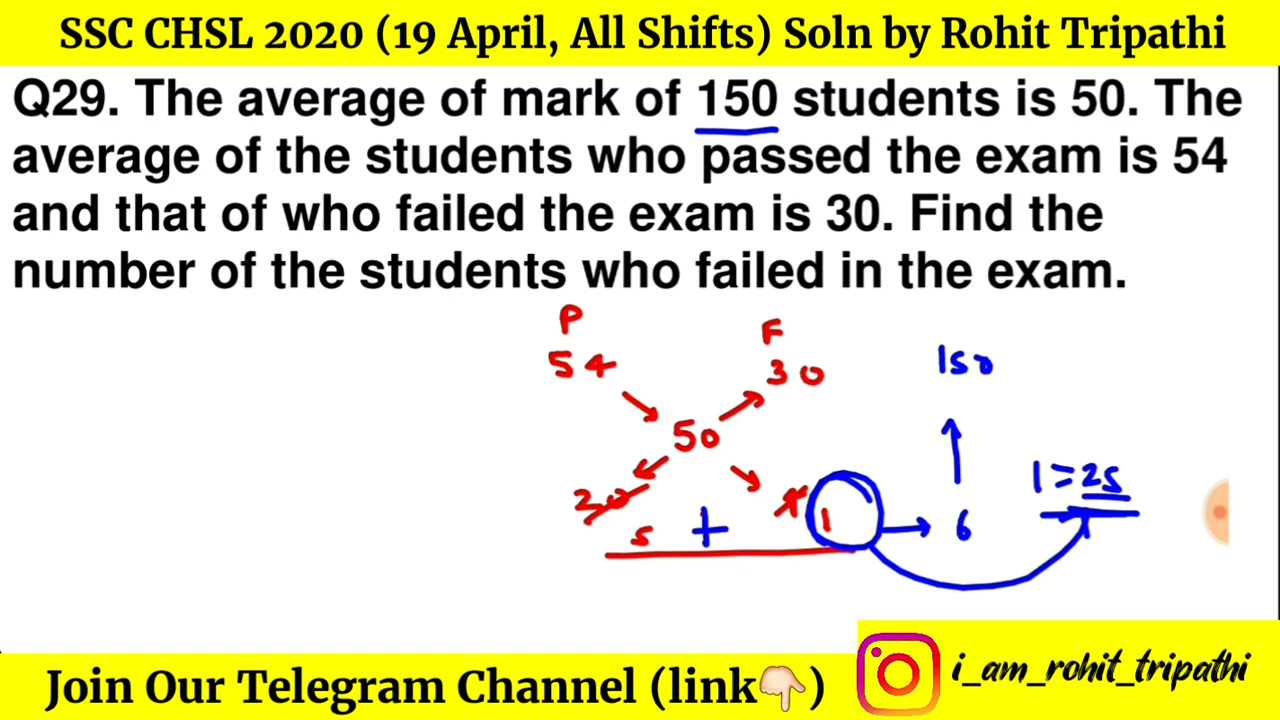 SSC CHSL 2020 (19 April, All Shifts) Soln by Rohit Tripathi
Q29. The average of mark of 150 students is 50. The
average of the students who passed the exam is 54
and that of who failed the exam is 30. Find the
number of the students who failed in the exam.
P F
54 30 150
50
20 4 1=25
5 + 1 6
Join Our Telegram Channel (link👇) i_am_rohit_tripathi